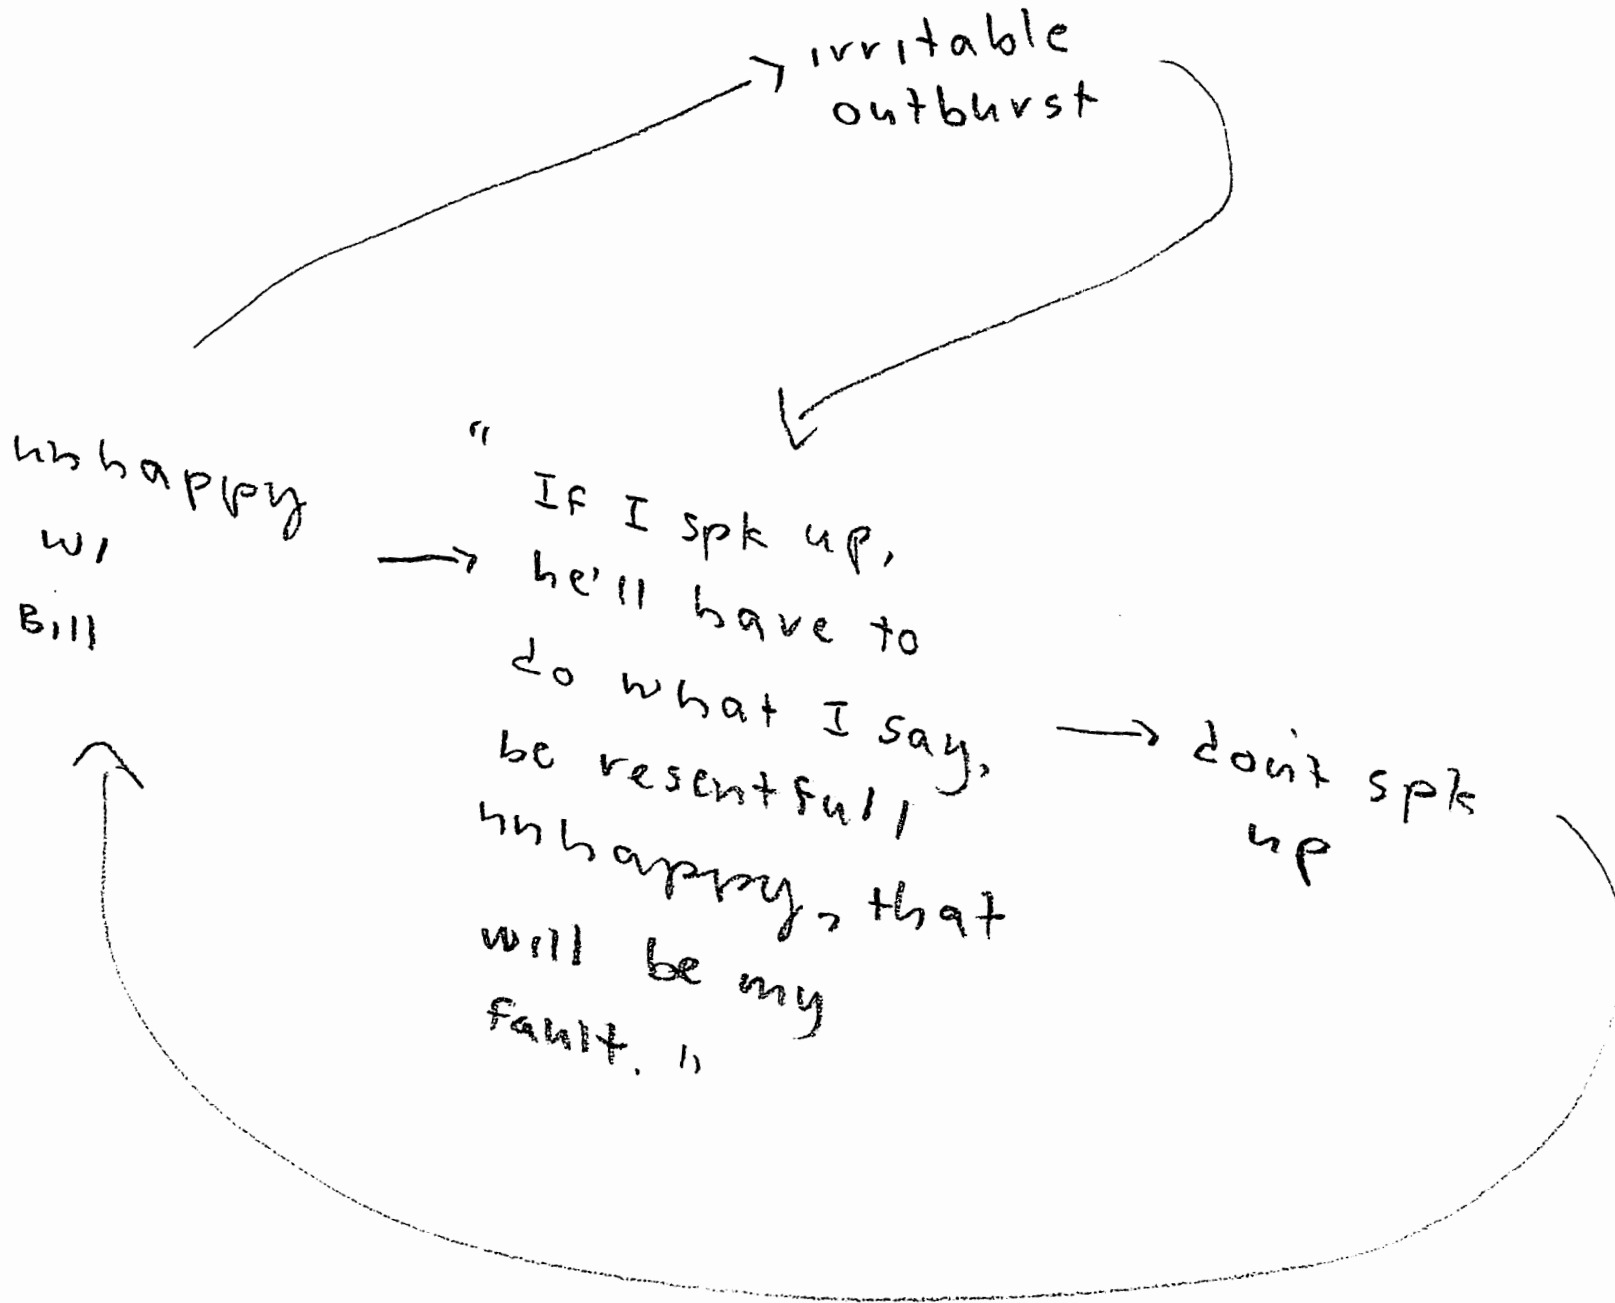 irritable
outburst
unhappy
w/
Bill
"If I spk up,
he'll have to
do what I say,
be resentful/
unhappy, that
will be my
fault."
don't spk
up